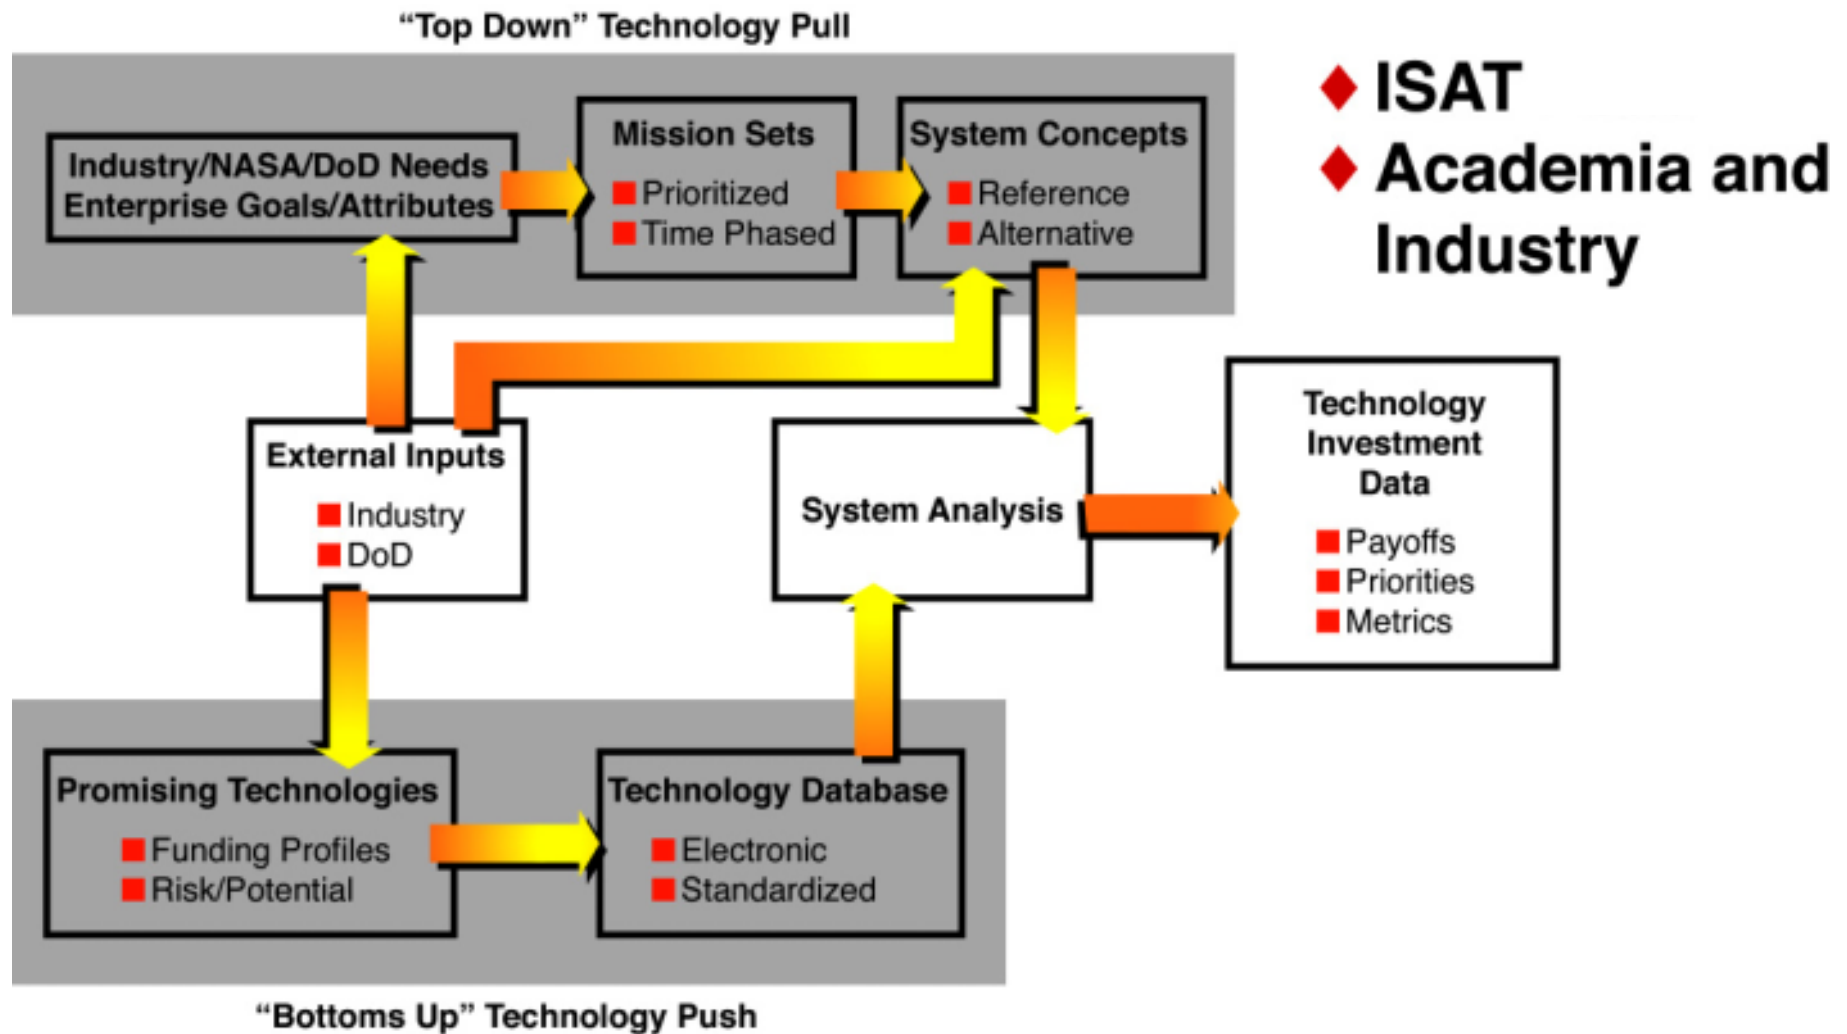 “Top Down” Technology Pull
ISAT
Academia and
Industry
Industry/NASA/DoD Needs
Enterprise Goals/Attributes
Mission Sets
Prioritized
Time Phased
System Concepts
Reference
Alternative
External Inputs
Industry
DoD
System Analysis
Technology
Investment
Data
Payoffs
Priorities
Metrics
Promising Technologies
Funding Profiles
Risk/Potential
Technology Database
Electronic
Standardized
“Bottoms Up” Technology Push